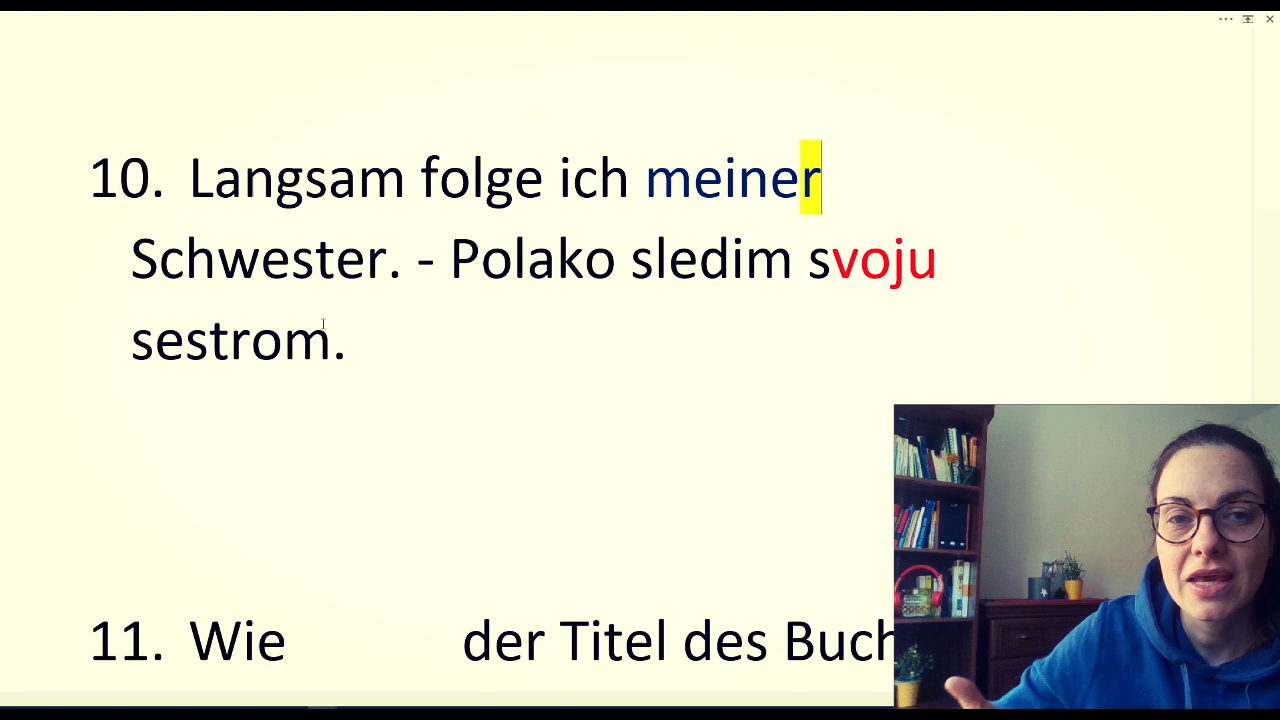 10. Langsam folge ich meiner
Schwester. - Polako sledim svoju
sestrom.
11. Wie der Titel des Buch